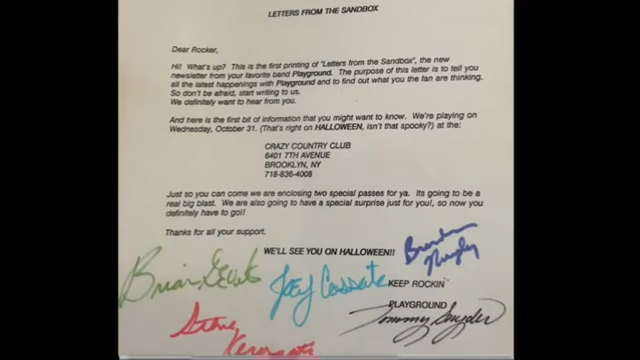 LETTERS FROM THE SANDBOX
Dear Rocker,
Hi! What's up? This is the first printing of "Letters from the Sandbox", the new
newsletter from your favorite band Playground. The purpose of this letter is to tell you
all the latest happenings with Playground and to find out what you the fan are thinking.
So don't be afraid, start writing to us.
We definitely want to hear from you.
And here is the first bit of information that you might want to know. We're playing on
Wednesday, October 31. (That's right on HALLOWEEN, isn't that spooky?) at the:
CRAZY COUNTRY CLUB
6401 7TH AVENUE
BROOKLYN, NY
718-836-4008
Just so you can come we are enclosing two special passes for ya. Its going to be a
real big blast. We are also going to have a special surprise just for you!, so now you
definitely have to go!!
Thanks for all your support.
WE'LL SEE YOU ON HALLOWEEN!!
Brian
Joey Cassata
KEEP ROCKIN'
PLAYGROUND
Steve
Tommy Snyder